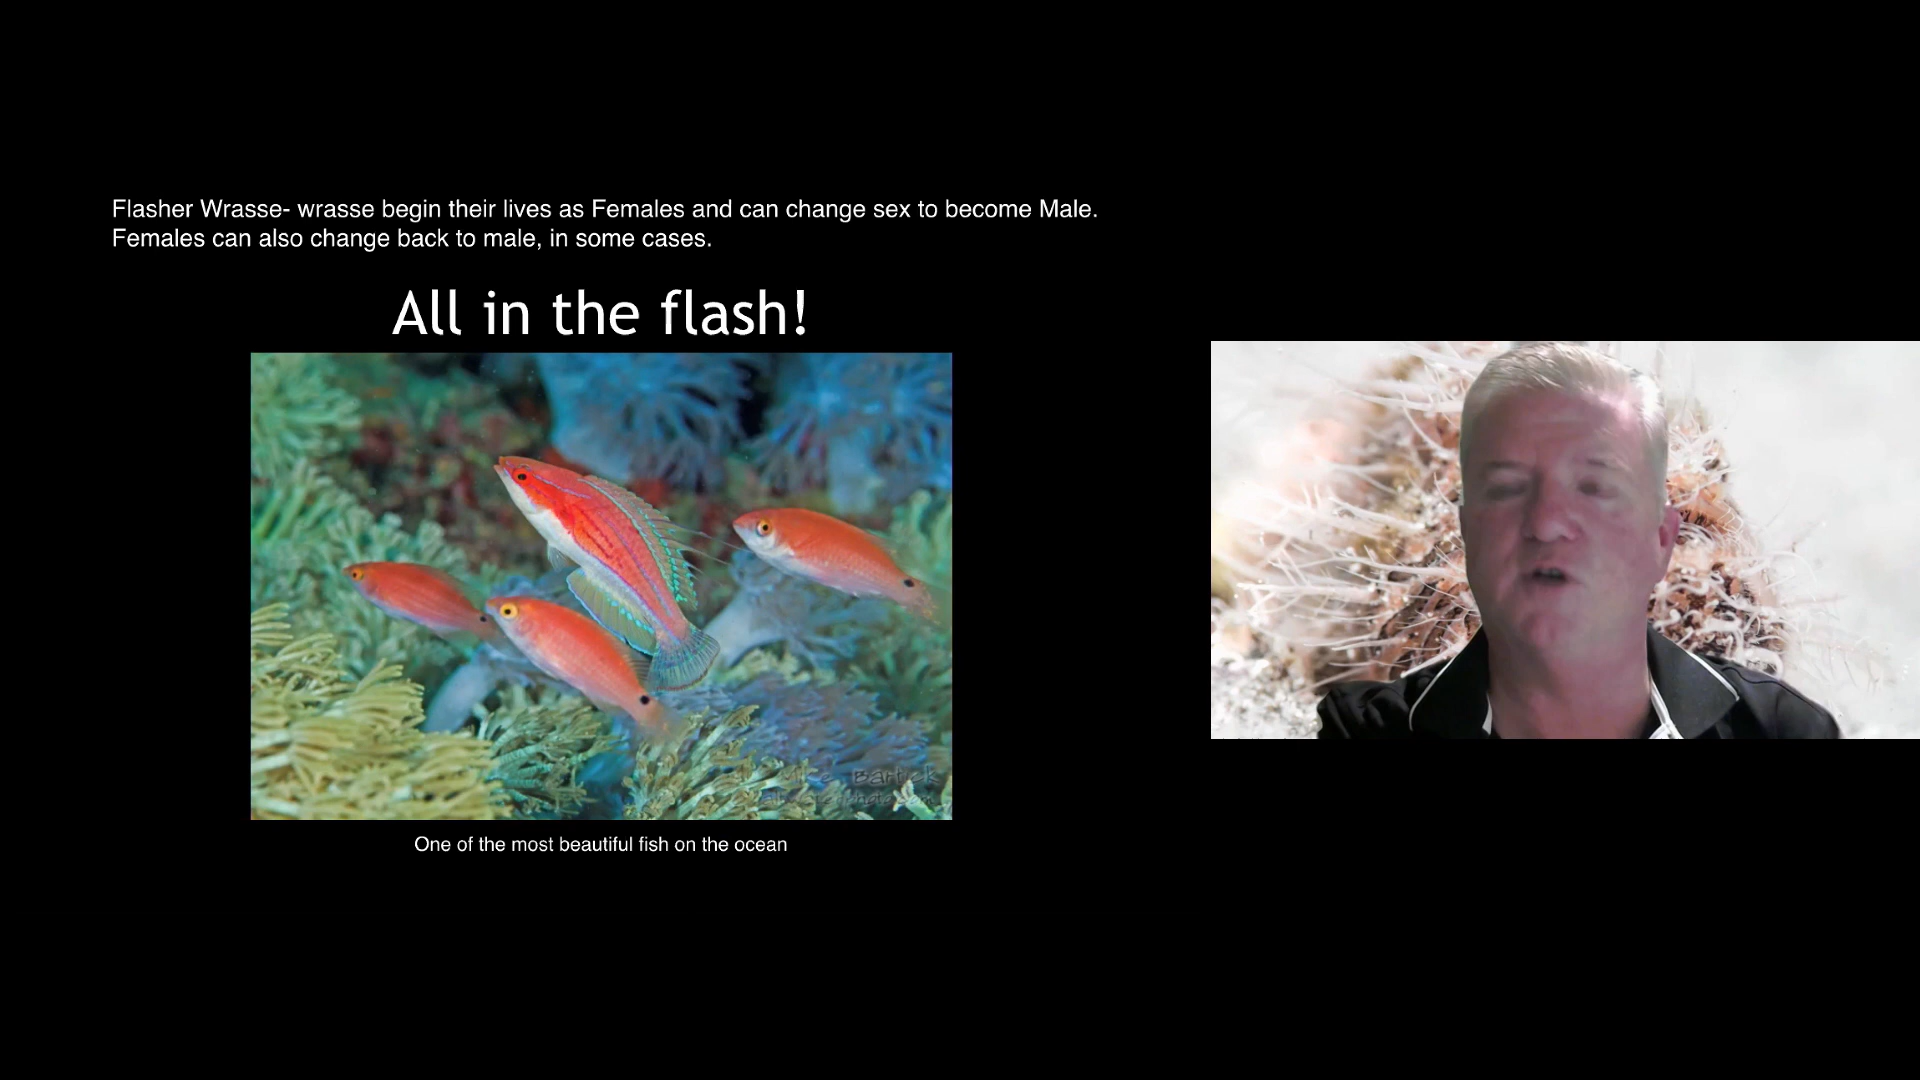 Flasher Wrasse- wrasse begin their lives as Females and can change sex to become Male.
Females can also change back to male, in some cases.
All in the flash!
Mike Bartick
One of the most beautiful fish on the ocean